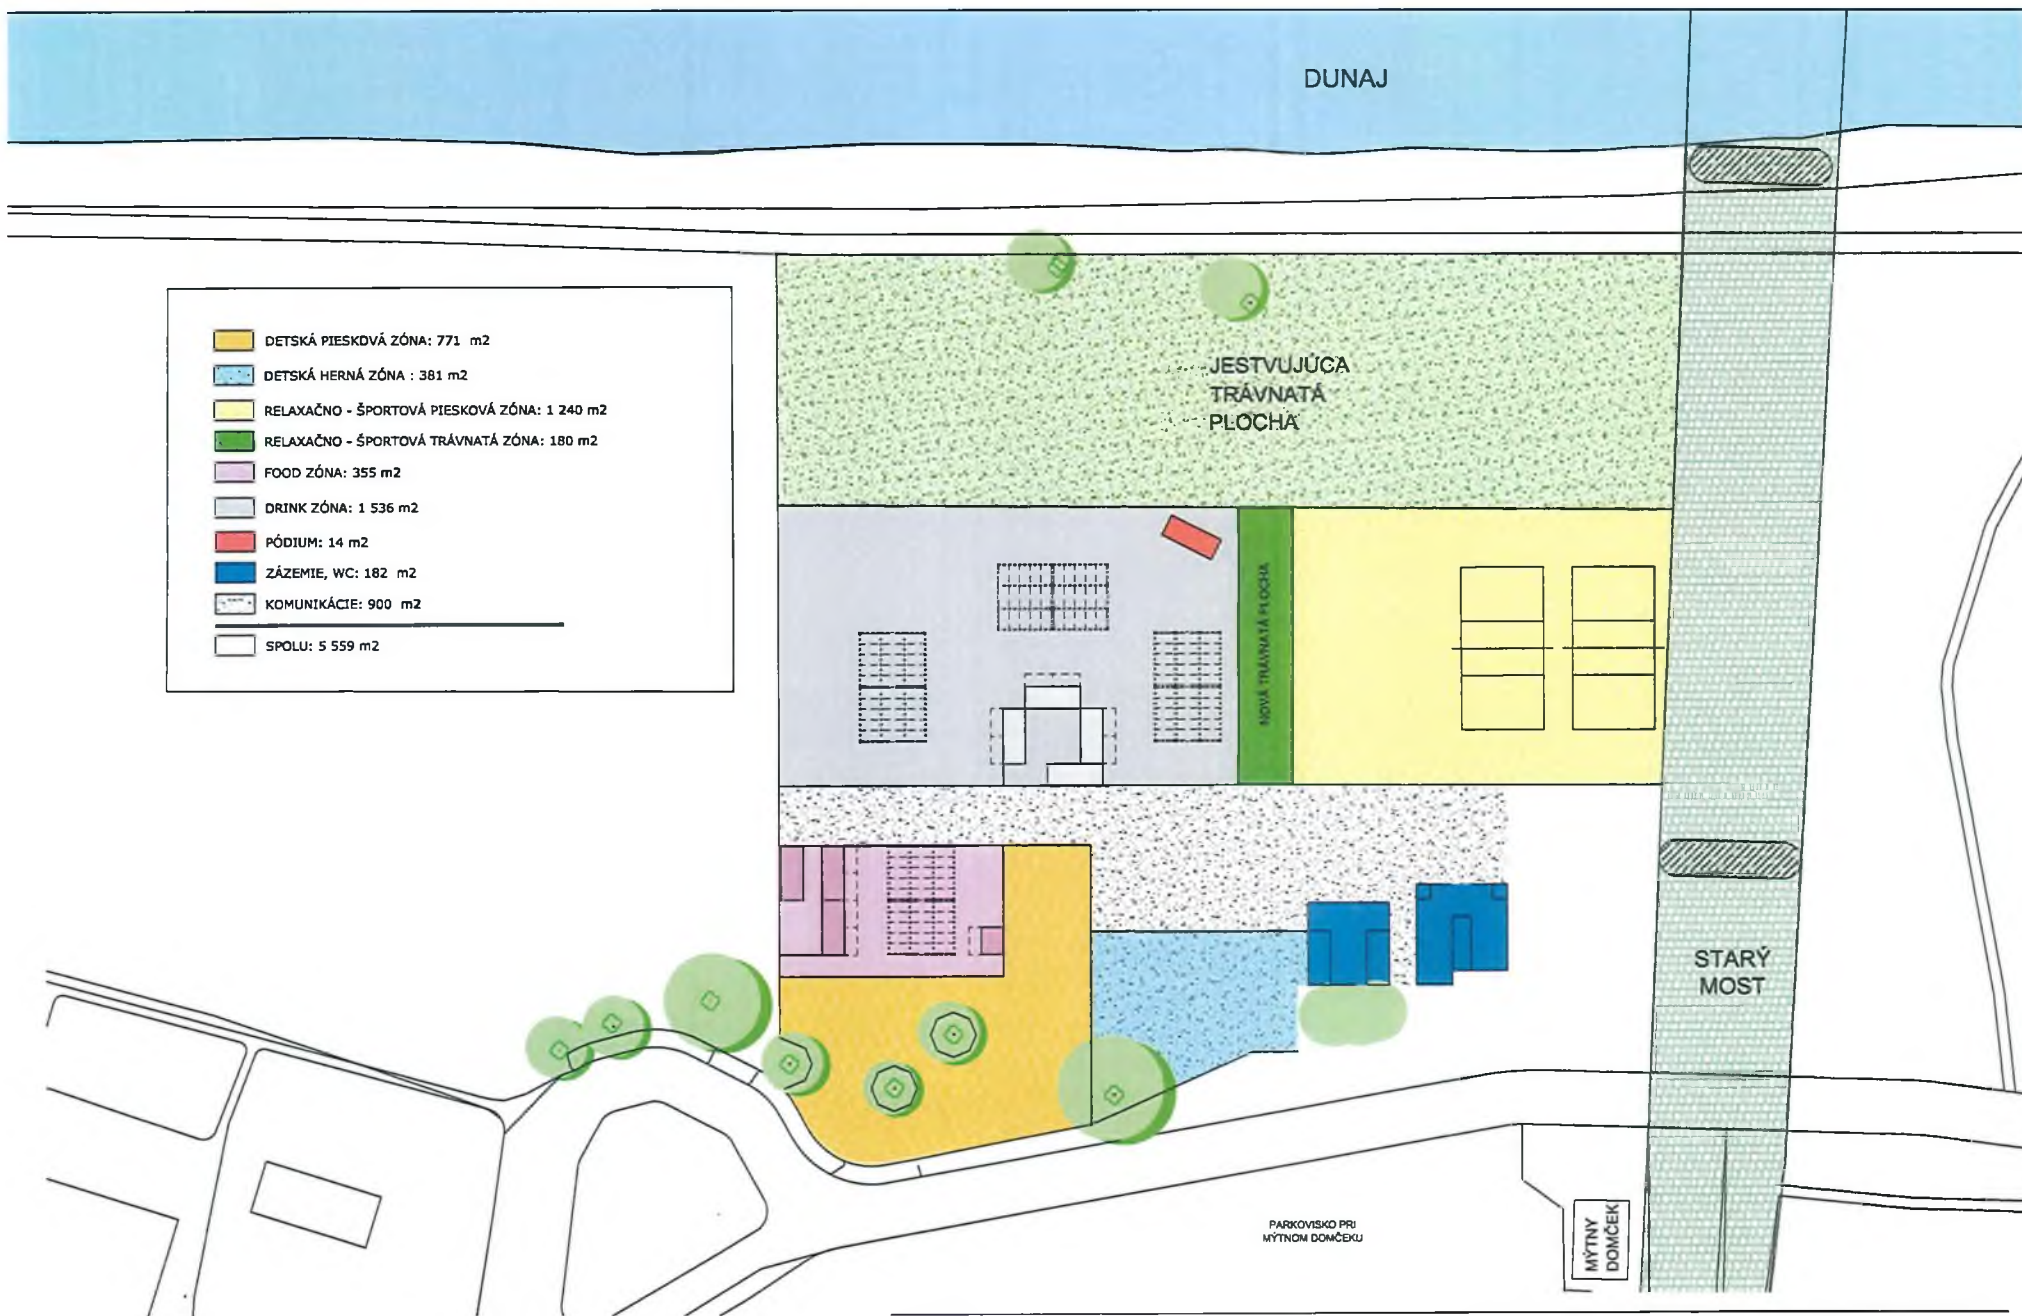 DUNAJ
DETSKÁ PIESKOVÁ ZÓNA: 771 m2
DETSKÁ HERNÁ ZÓNA : 381 m2
RELAXAČNO - ŠPORTOVÁ PIESKOVÁ ZÓNA: 1 240 m2
RELAXAČNO - ŠPORTOVÁ TRÁVNATÁ ZÓNA: 180 m2
FOOD ZÓNA: 355 m2
DRINK ZÓNA: 1 536 m2
PÓDIUM: 14 m2
ZÁZEMIE, WC: 182 m2
KOMUNIKÁCIE: 900 m2
SPOLU: 5 559 m2
JESTVUJÚCA
TRÁVNATÁ
PLOCHA
NOVÁ TRÁVNATÁ PLOCHA
STARÝ
MOST
PARKOVISKO PRI
MÝTNOM DOMČEKU
MÝTNY
DOMČEK